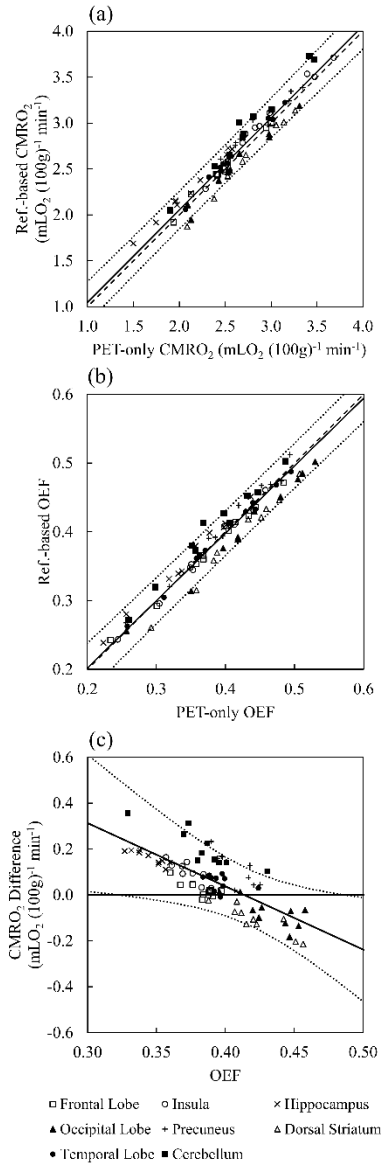 (a)
Ref.-based CMRO₂
(mLO₂ (100g)⁻¹ min⁻¹)
4.0
3.5
3.0
2.5
2.0
1.5
1.0
1.0 1.5 2.0 2.5 3.0 3.5 4.0
PET-only CMRO₂ (mLO₂ (100g)⁻¹ min⁻¹)
(b)
Ref.-based OEF
0.6
0.5
0.4
0.3
0.2
0.2 0.3 0.4 0.5 0.6
PET-only OEF
(c)
CMRO₂ Difference
(mLO₂ (100g)⁻¹ min⁻¹)
0.6
0.4
0.2
0.0
-0.2
-0.4
-0.6
0.30 0.35 0.40 0.45 0.50
OEF
Frontal Lobe Insula Hippocampus
Occipital Lobe Precuneus Dorsal Striatum
Temporal Lobe Cerebellum